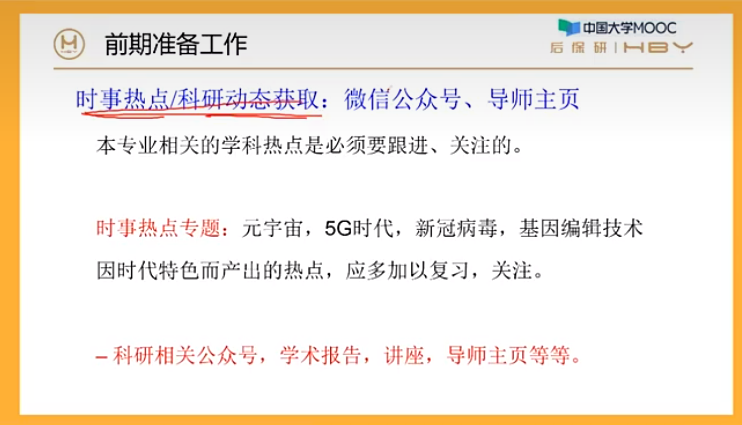 前期准备工作
中国大学MOOC
后保研|HBY
时事热点/科研动态获取：微信公众号、导师主页
本专业相关的学科热点是必须要跟进、关注的。
时事热点专题：元宇宙，5G时代，新冠病毒，基因编辑技术
因时代特色而产出的热点，应多加以复习，关注。
– 科研相关公众号，学术报告，讲座，导师主页等等。